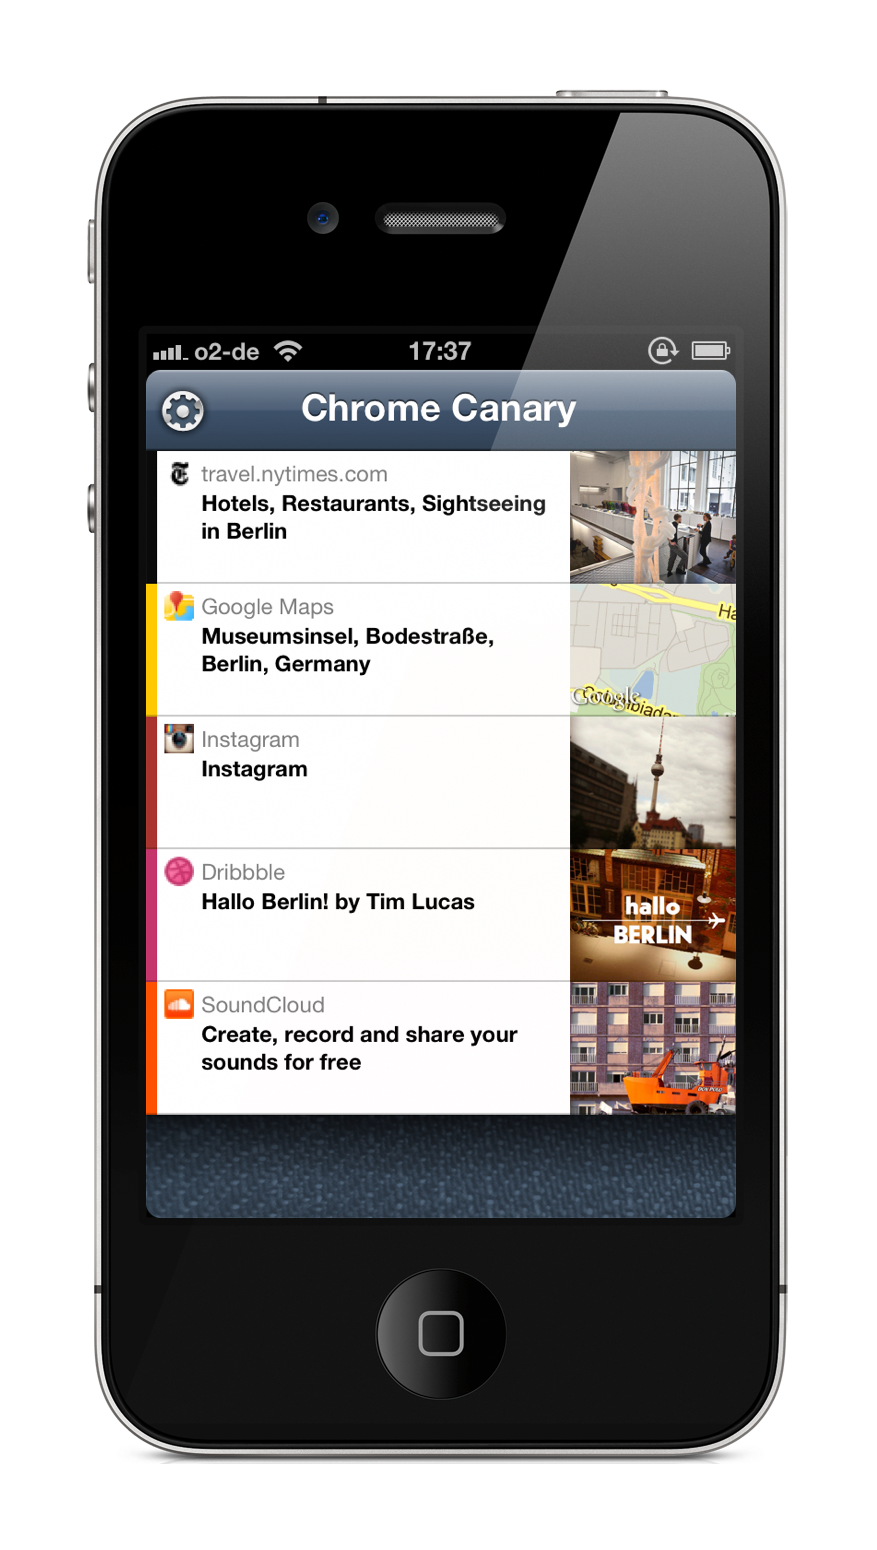 o2-de 17:37
Chrome Canary
travel.nytimes.com
Hotels, Restaurants, Sightseeing
in Berlin
Google Maps
Museumsinsel, Bodestraße,
Berlin, Germany
Ha
Google
Instagram
Instagram
Dribbble
Hallo Berlin! by Tim Lucas
hallo
BERLIN
SoundCloud
Create, record and share your
sounds for free